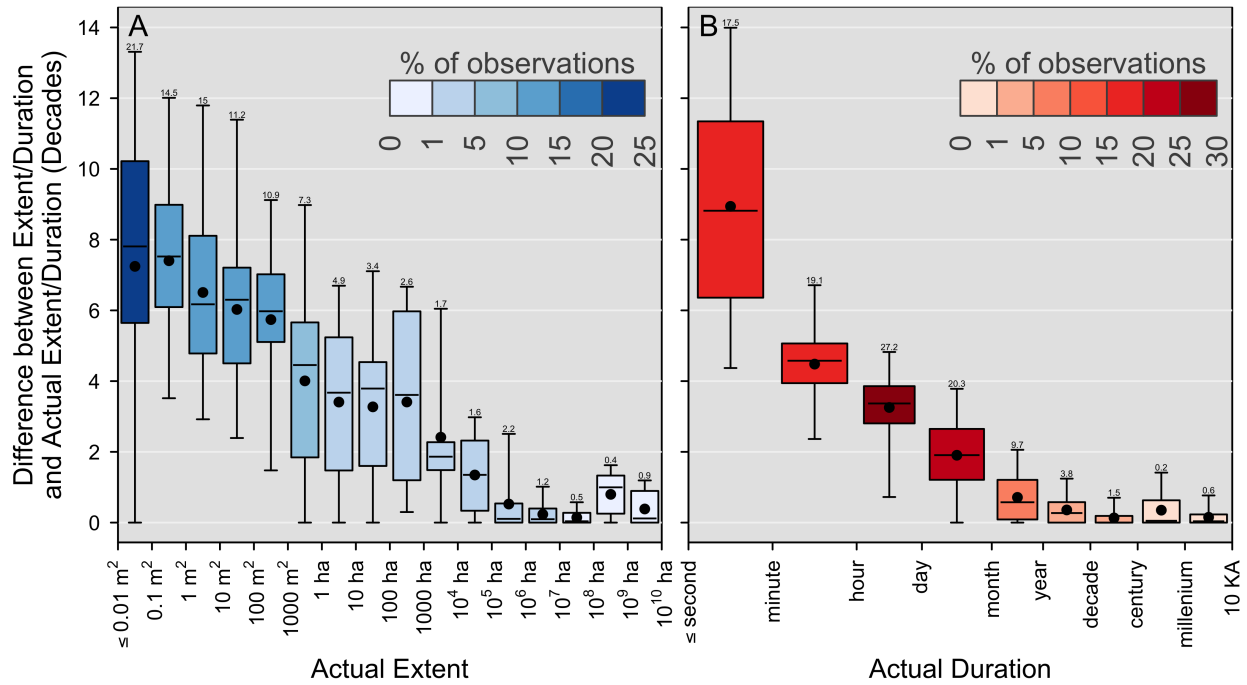 Difference between Extent/Duration
and Actual Extent/Duration (Decades)
14
12
10
8
6
4
2
0
A
% of observations
0 1 5 10 15 20 25
21.7
14.5
15
11.2
10.9
7.3
4.9
3.4
2.6
1.7
1.6
2.2
1.2
0.5
0.4
0.9
≤ 0.01 m²
0.1 m²
1 m²
10 m²
100 m²
1000 m²
1 ha
10 ha
100 ha
1000 ha
10⁴ ha
10⁵ ha
10⁶ ha
10⁷ ha
10⁸ ha
10⁹ ha
10¹⁰ ha
Actual Extent
B
% of observations
0 1 5 10 15 20 25 30
17.5
19.1
27.2
20.3
9.7
3.8
1.5
0.2
0.6
≤ second
minute
hour
day
month
year
decade
century
millenium
10 KA
Actual Duration